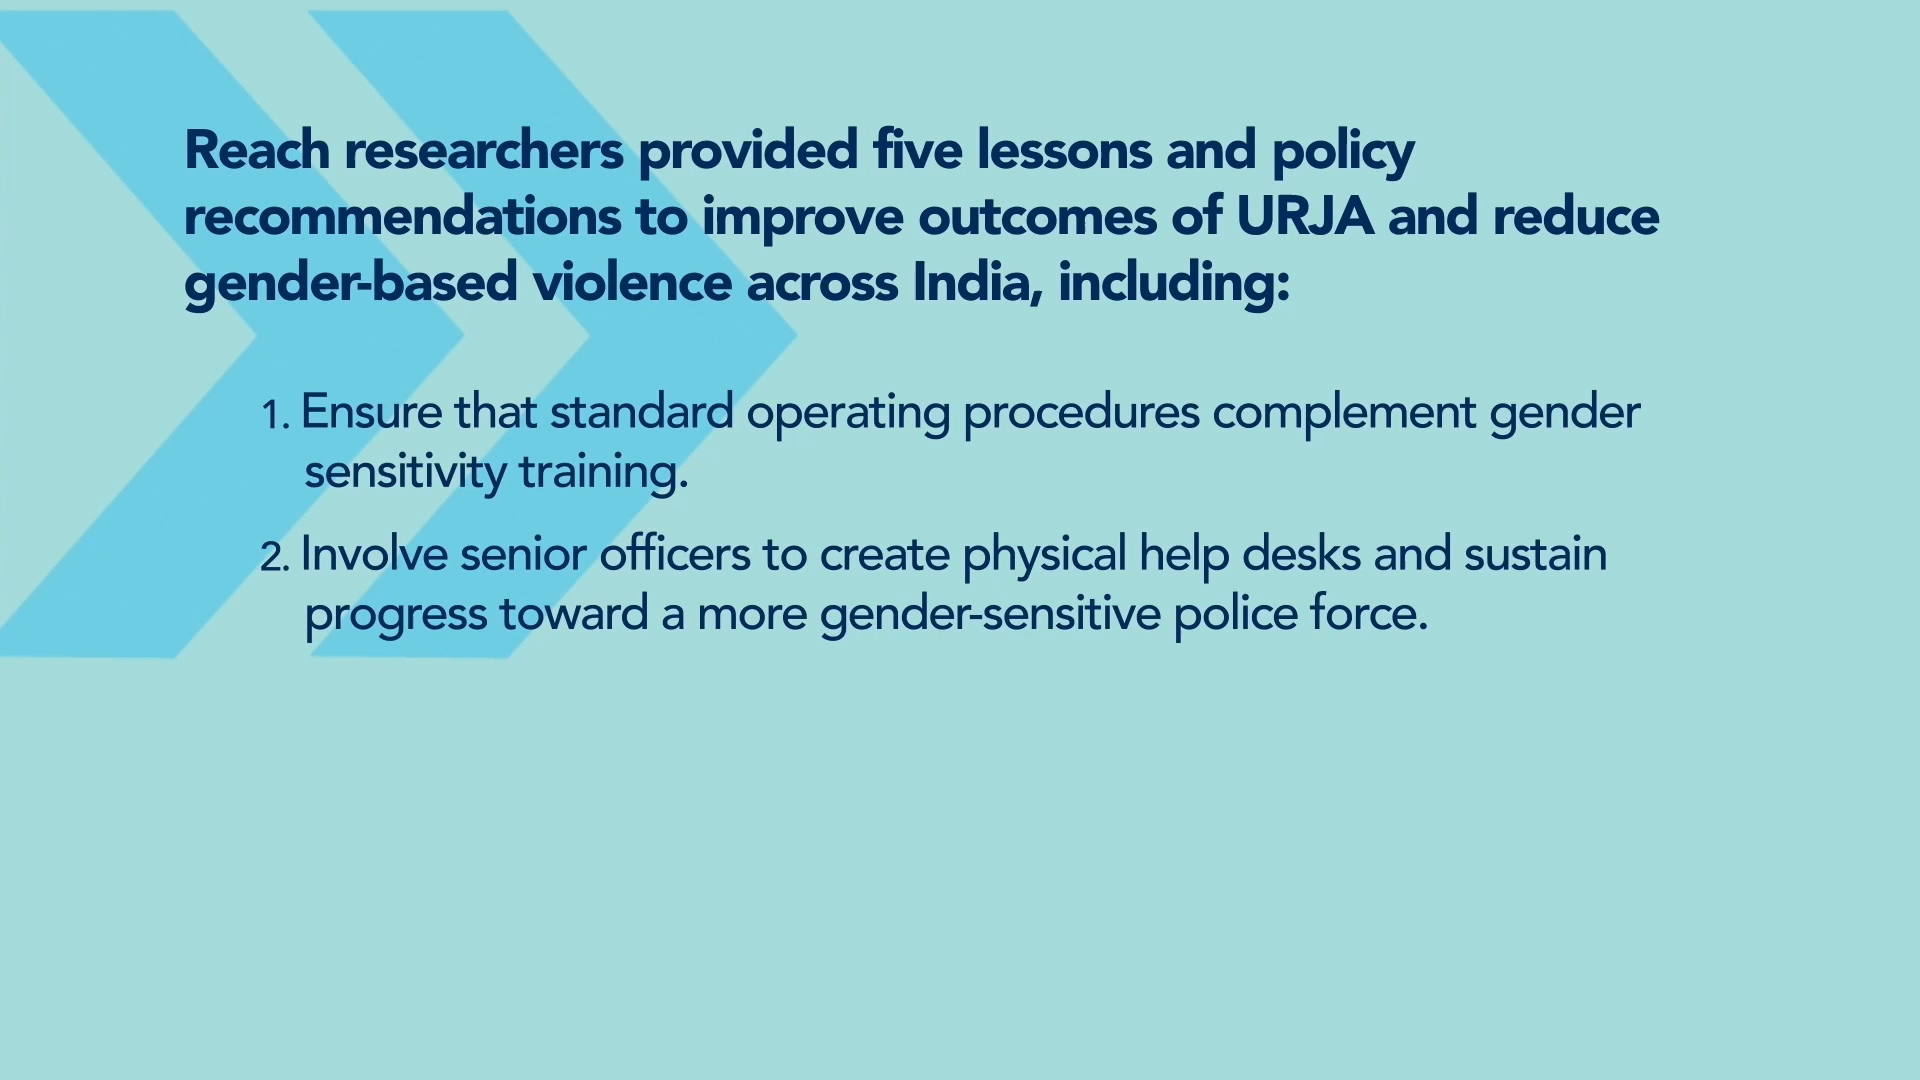 Reach researchers provided five lessons and policy
recommendations to improve outcomes of URJA and reduce
gender-based violence across India, including:
1. Ensure that standard operating procedures complement gender
sensitivity training.
2. Involve senior officers to create physical help desks and sustain
progress toward a more gender-sensitive police force.